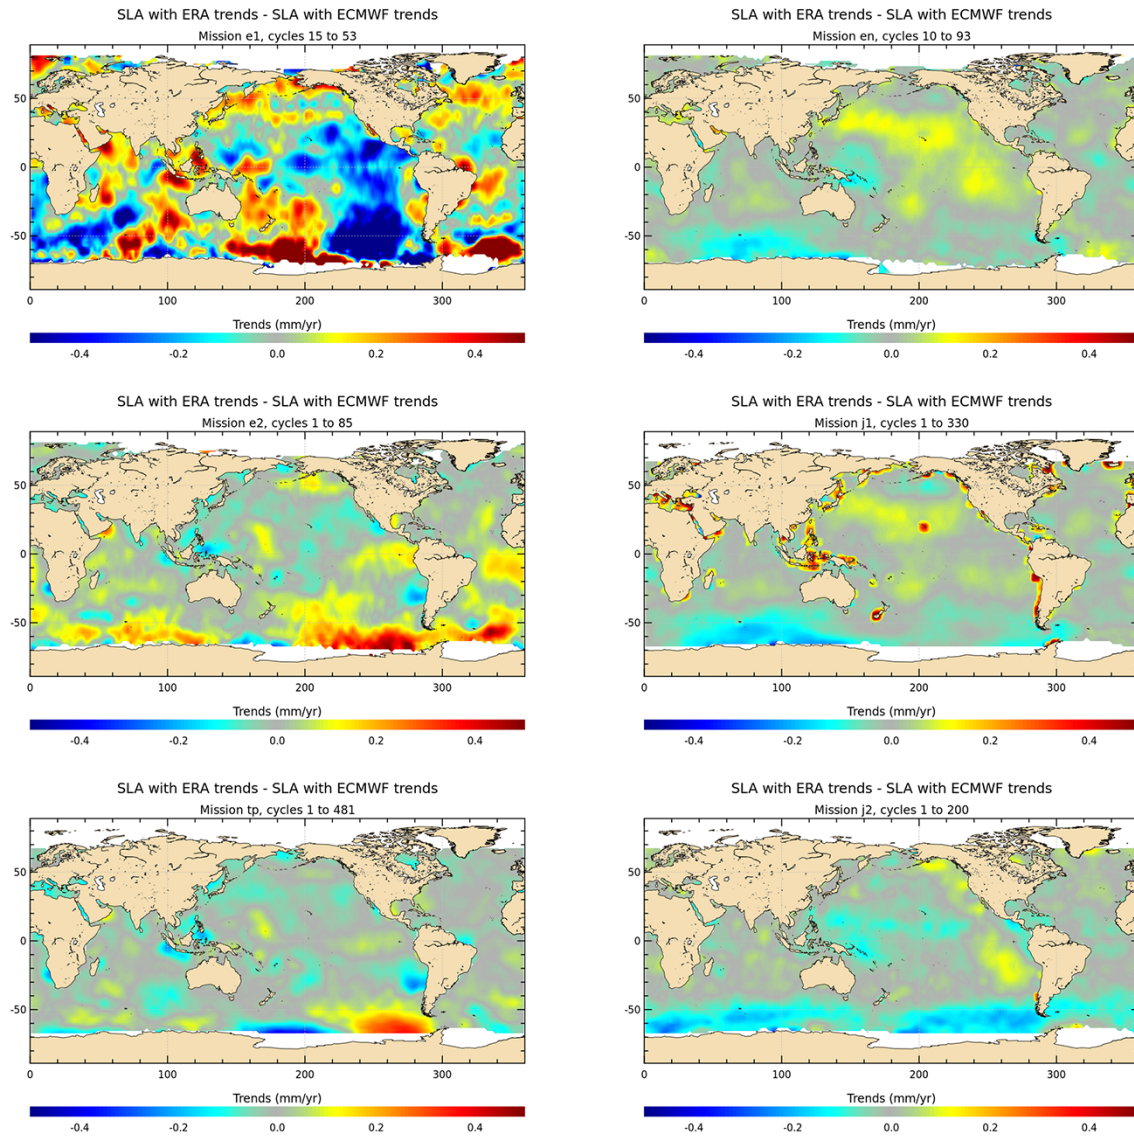 SLA with ERA trends - SLA with ECMWF trends
Mission e1, cycles 15 to 53
50
0
-50
0 100 200 300
Trends (mm/yr)
-0.4 -0.2 0.0 0.2 0.4
SLA with ERA trends - SLA with ECMWF trends
Mission en, cycles 10 to 93
50
0
-50
0 100 200 300
Trends (mm/yr)
-0.4 -0.2 0.0 0.2 0.4
SLA with ERA trends - SLA with ECMWF trends
Mission e2, cycles 1 to 85
50
0
-50
0 100 200 300
Trends (mm/yr)
-0.4 -0.2 0.0 0.2 0.4
SLA with ERA trends - SLA with ECMWF trends
Mission j1, cycles 1 to 330
50
0
-50
0 100 200 300
Trends (mm/yr)
-0.4 -0.2 0.0 0.2 0.4
SLA with ERA trends - SLA with ECMWF trends
Mission tp, cycles 1 to 481
50
0
-50
0 100 200 300
Trends (mm/yr)
-0.4 -0.2 0.0 0.2 0.4
SLA with ERA trends - SLA with ECMWF trends
Mission j2, cycles 1 to 200
50
0
-50
0 100 200 300
Trends (mm/yr)
-0.4 -0.2 0.0 0.2 0.4